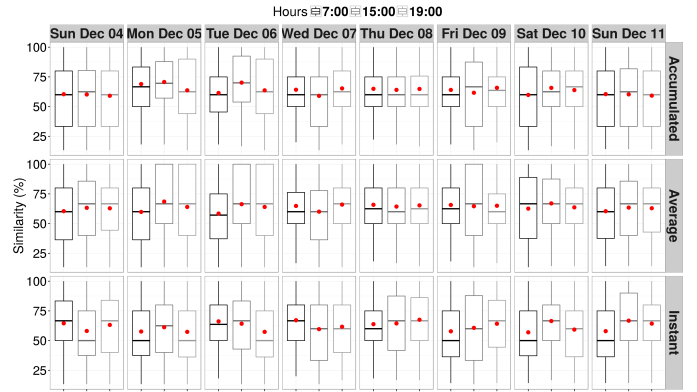 Hours 7:00 15:00 19:00
Sun Dec 04 Mon Dec 05 Tue Dec 06 Wed Dec 07 Thu Dec 08 Fri Dec 09 Sat Dec 10 Sun Dec 11
100
75
50
25
Accumulated
Similarity (%)
100
75
50
25
Average
100
75
50
25
Instant